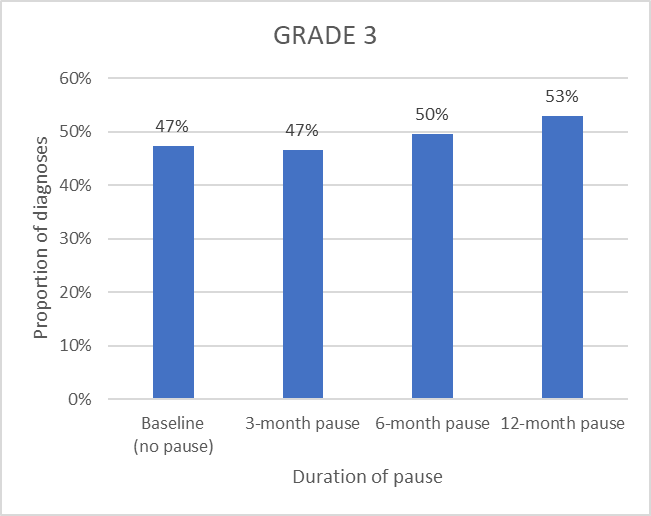 GRADE 3
60%
50%
40%
30%
20%
10%
0%
Proportion of diagnoses
47%
47%
50%
53%
Baseline
(no pause)
3-month pause
6-month pause
12-month pause
Duration of pause